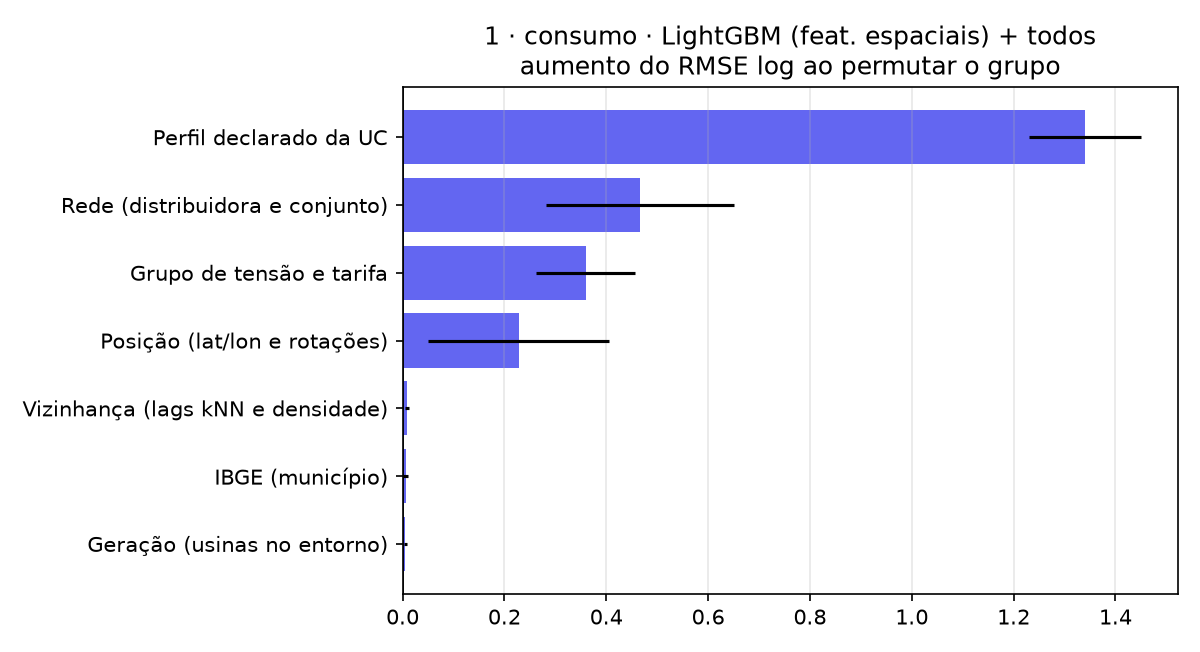 1 · consumo · LightGBM (feat. espaciais) + todos
aumento do RMSE log ao permutar o grupo
Perfil declarado da UC
Rede (distribuidora e conjunto)
Grupo de tensão e tarifa
Posição (lat/lon e rotações)
Vizinhança (lags kNN e densidade)
IBGE (município)
Geração (usinas no entorno)
0.0 0.2 0.4 0.6 0.8 1.0 1.2 1.4